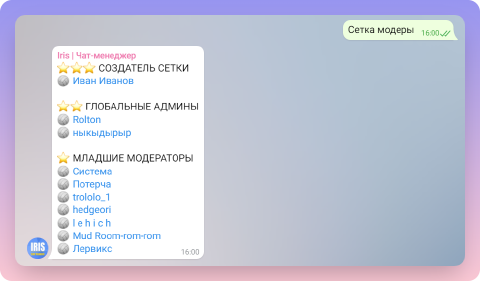 Сетка модеры 16:00
Iris | Чат-менеджер
СОЗДАТЕЛЬ СЕТКИ
Иван Иванов
ГЛОБАЛЬНЫЕ АДМИНЫ
Rolton
ныкыдырыр
МЛАДШИЕ МОДЕРАТОРЫ
Система
Потерча
trololo_1
hedgeori
l e h i c h
Mud Room-rom-rom
Лервикс
16:00
IRIS